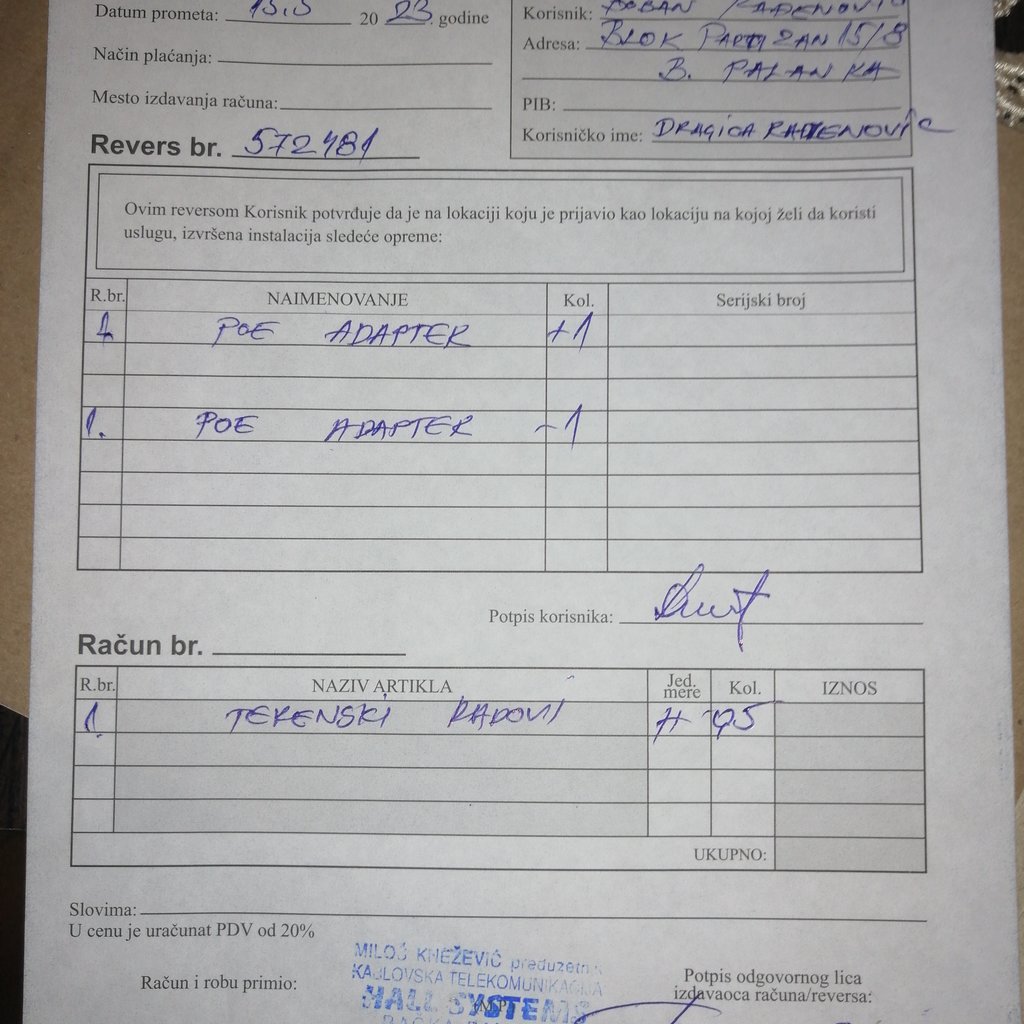 Datum prometa: 2023. godine
Korisnik:
Način plaćanja:
Adresa: BLOK PARTIZAN 15/8
B. PALANKA
Mesto izdavanja računa:
PIB:
Korisničko ime: DRAGICA RADENOVIĆ
Revers br. 572481
Ovim reversom Korisnik potvrđuje da je na lokaciji koju je prijavio kao lokaciju na kojoj želi da koristi
uslugu, izvršena instalacija sledeće opreme:
R.br. NAIMENOVANJE Kol. Serijski broj
1 POE ADAPTER +1
1. POE ADAPTER -1
Potpis korisnika:
Račun br.
R.br. NAZIV ARTIKLA Jed. mere Kol. IZNOS
1. TERENSKI RADOVI H 0,5
UKUPNO:
Slovima:
U cenu je uračunat PDV od 20%
Račun i robu primio:
MILOŠ KNEŽEVIĆ preduzetnik
KABLOVSKA TELEKOMUNIKACIJA
HALL SYSTEMS
M.P.
Potpis odgovornog lica
izdavaoca računa/reversa: